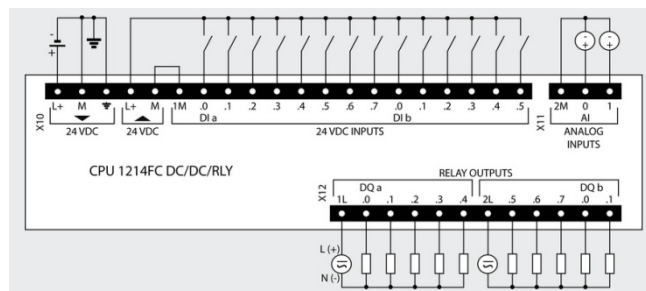 -
+
- +
- +
L+ M L+ M 1M .0 .1 .2 .3 .4 .5 .6 .7 .0 .1 .2 .3 .4 .5
2M 0 1
X10
24 VDC
24 VDC
DI a
DI b
24 VDC INPUTS
X11
AI
ANALOG
INPUTS
CPU 1214FC DC/DC/RLY
RELAY OUTPUTS
X12
DQ a
DQ b
1L .0 .1 .2 .3 .4 2L .5 .6 .7 .0 .1
L (+)
N (-)